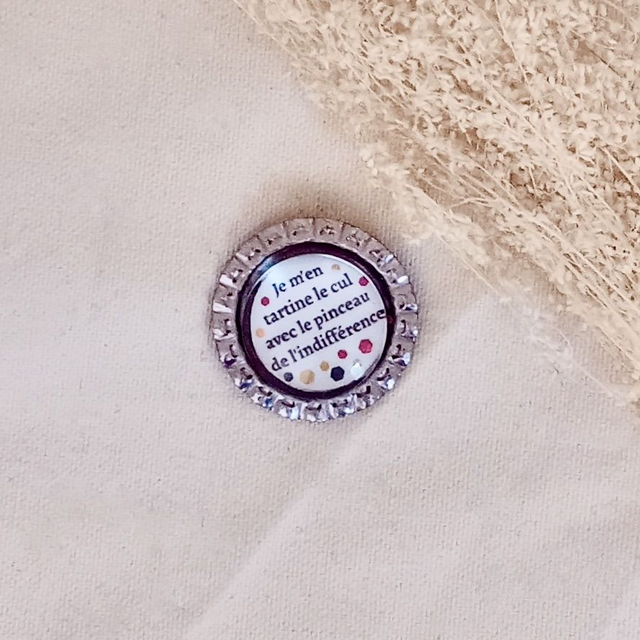 Je m'en
tartine le cul
avec le pinceau
de l'indifférence